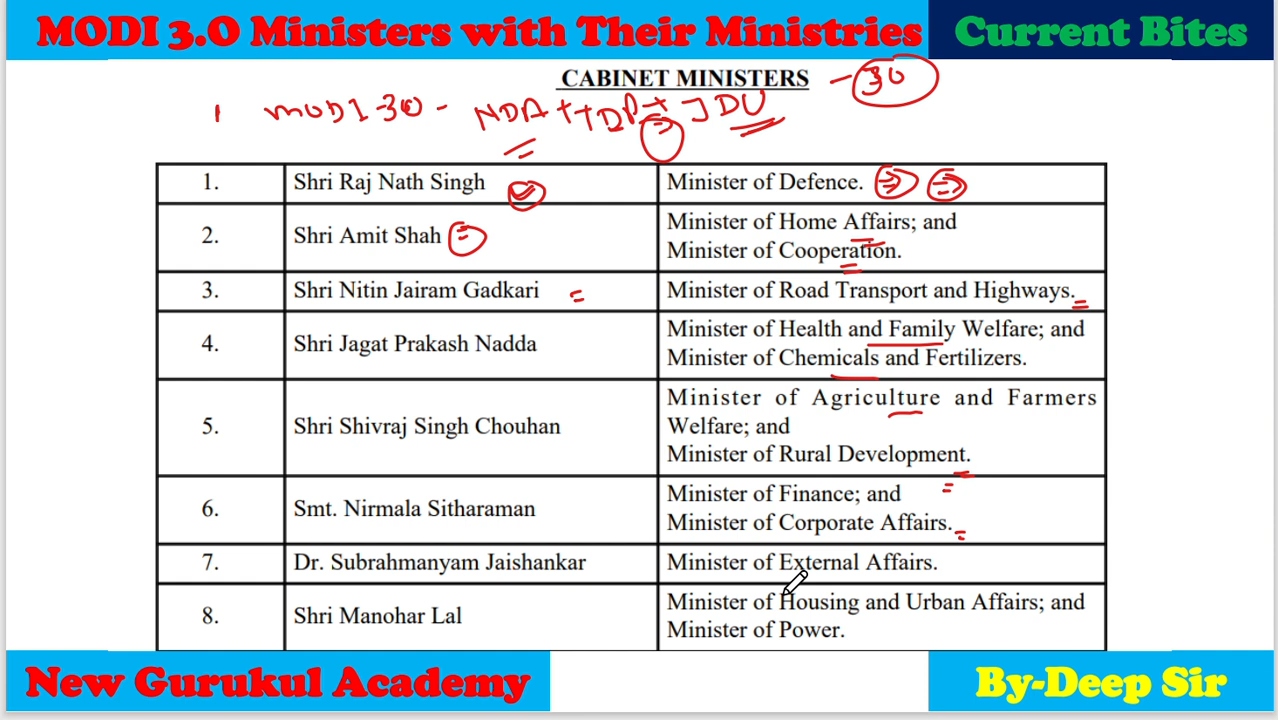 MODI 3.0 Ministers with Their Ministries
Current Bites
CABINET MINISTERS - 30
1 MODI 3.0 - NDA + TDP + JDU
1. Shri Raj Nath Singh Minister of Defence.
2. Shri Amit Shah Minister of Home Affairs; and
Minister of Cooperation.
3. Shri Nitin Jairam Gadkari Minister of Road Transport and Highways.
4. Shri Jagat Prakash Nadda Minister of Health and Family Welfare; and
Minister of Chemicals and Fertilizers.
5. Shri Shivraj Singh Chouhan Minister of Agriculture and Farmers
Welfare; and
Minister of Rural Development.
6. Smt. Nirmala Sitharaman Minister of Finance; and
Minister of Corporate Affairs.
7. Dr. Subrahmanyam Jaishankar Minister of External Affairs.
8. Shri Manohar Lal Minister of Housing and Urban Affairs; and
Minister of Power.
New Gurukul Academy
By-Deep Sir